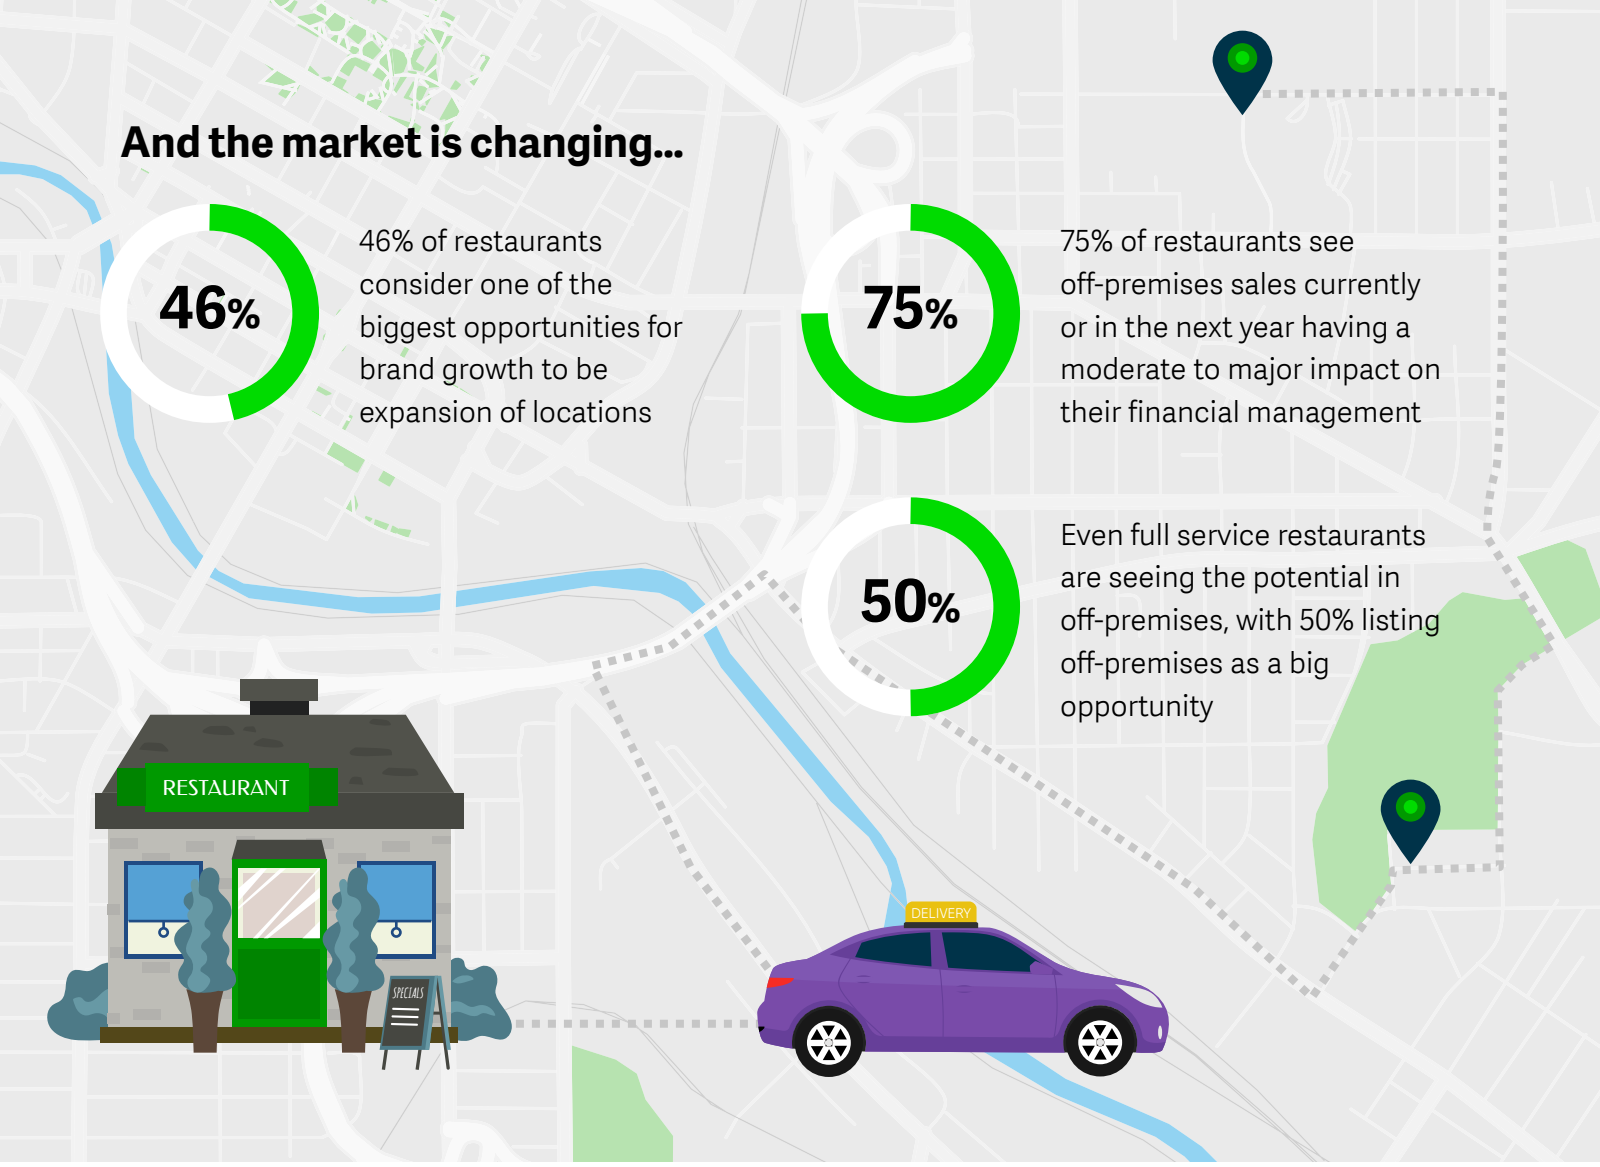 And the market is changing...
46%
46% of restaurants
consider one of the
biggest opportunities for
brand growth to be
expansion of locations
75%
75% of restaurants see
off-premises sales currently
or in the next year having a
moderate to major impact on
their financial management
50%
Even full service restaurants
are seeing the potential in
off-premises, with 50% listing
off-premises as a big
opportunity
RESTAURANT
SPECIALS
DELIVERY